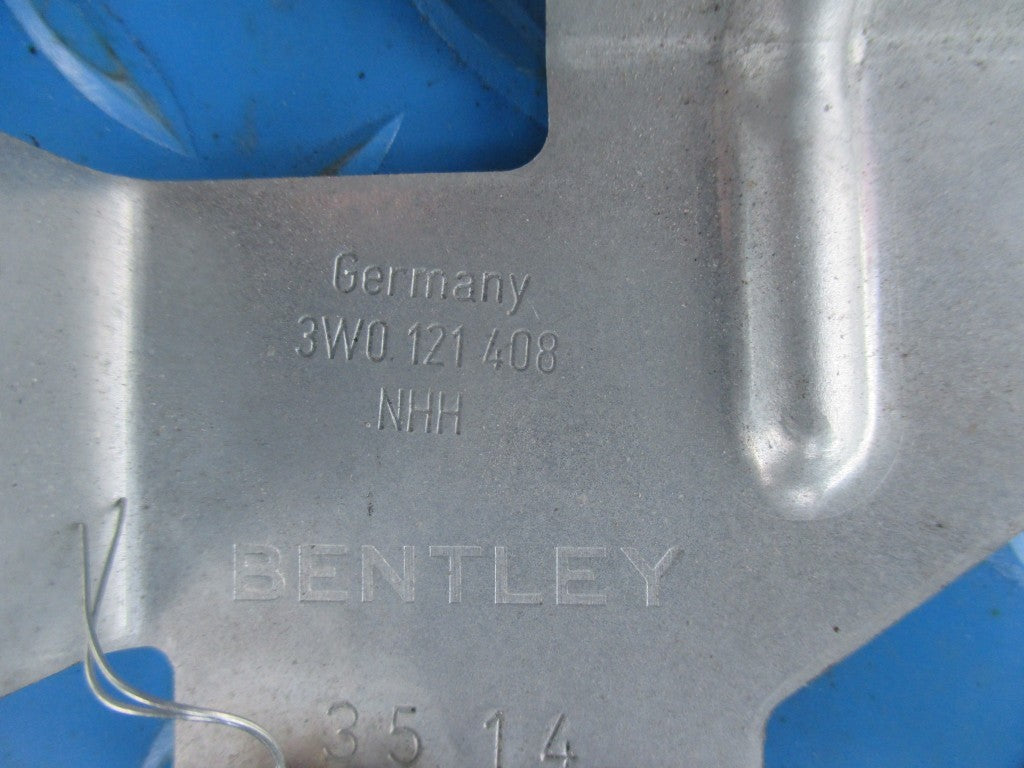 Germany
3W0 121 408
NHH
BENTLEY
35 14